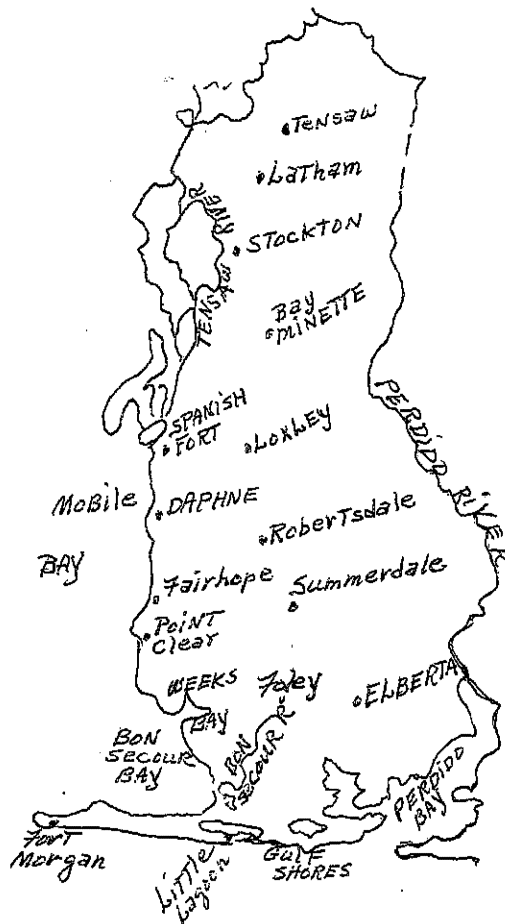 Tensaw
Latham
TENSAW RIVER
STOCKTON
Bay
MINETTE
SPANISH
FORT
LOXLEY
PERDIDO RIVER
MOBILE
BAY
DAPHNE
Robertsdale
Fairhope
Summerdale
POINT
Clear
WEEKS
BAY
Foley
ELBERTA
BON
SECOUR
BAY
BON
SECOUR R.
PERDIDO
BAY
FORT
Morgan
LITTLE
Lagoon
GULF
SHORES